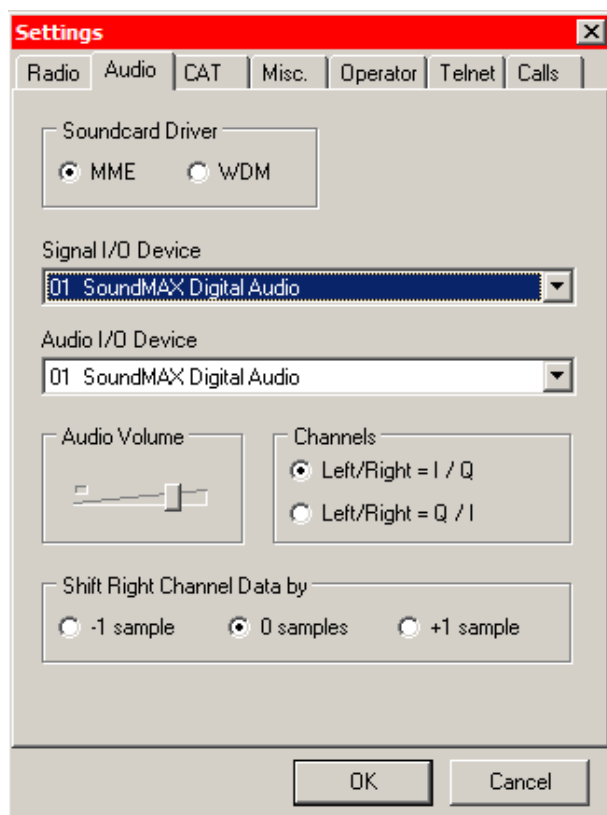 Settings
Radio Audio CAT Misc. Operator Telnet Calls
Soundcard Driver
MME WDM
Signal I/O Device
01 SoundMAX Digital Audio
Audio I/O Device
01 SoundMAX Digital Audio
Audio Volume
Channels
Left/Right = I / Q
Left/Right = Q / I
Shift Right Channel Data by
-1 sample 0 samples +1 sample
OK Cancel